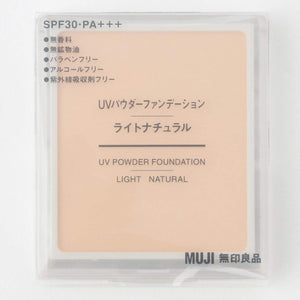 SPF30･PA+++
●無香料
●無鉱物油
●パラベンフリー
●アルコールフリー
●紫外線吸収剤フリー
UVパウダーファンデーション
ライトナチュラル
UV POWDER FOUNDATION
LIGHT NATURAL
MUJI 無印良品